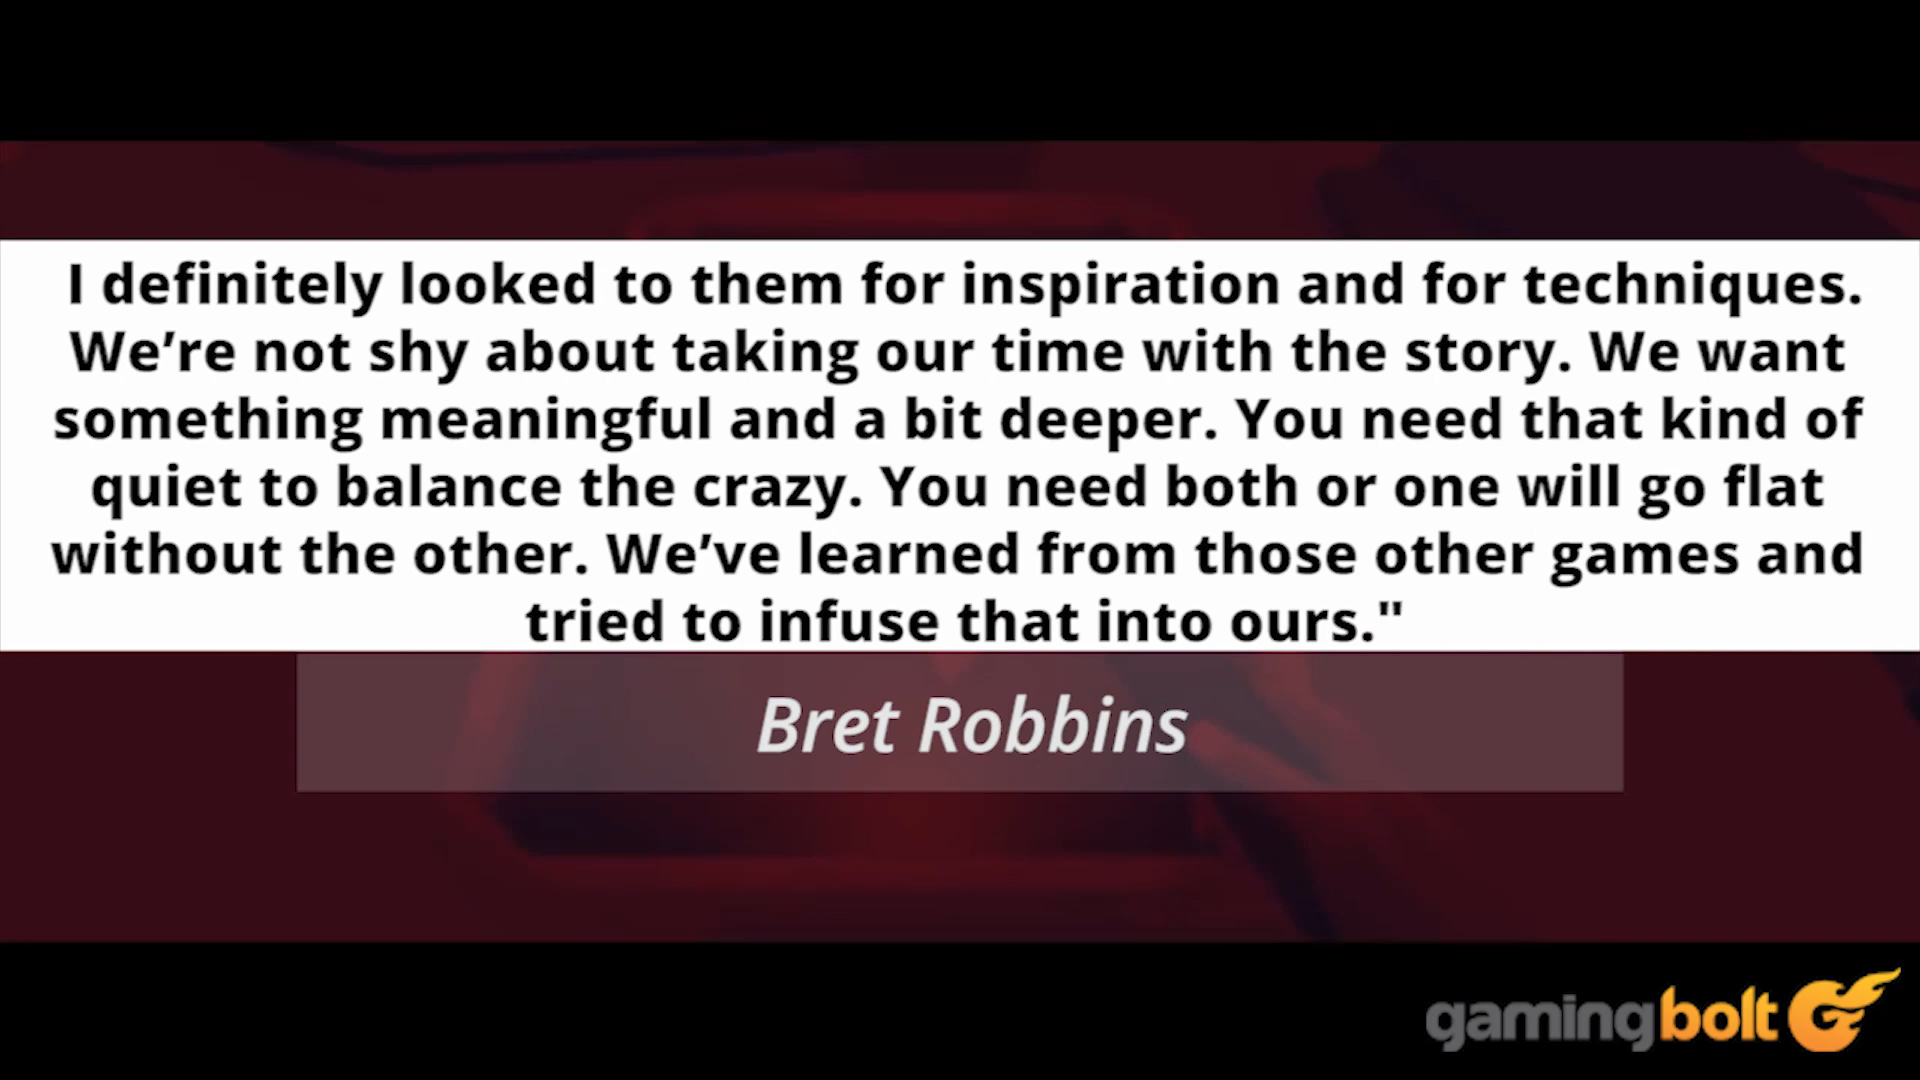 I definitely looked to them for inspiration and for techniques.
We’re not shy about taking our time with the story. We want
something meaningful and a bit deeper. You need that kind of
quiet to balance the crazy. You need both or one will go flat
without the other. We’ve learned from those other games and
tried to infuse that into ours."
Bret Robbins
gamingbolt